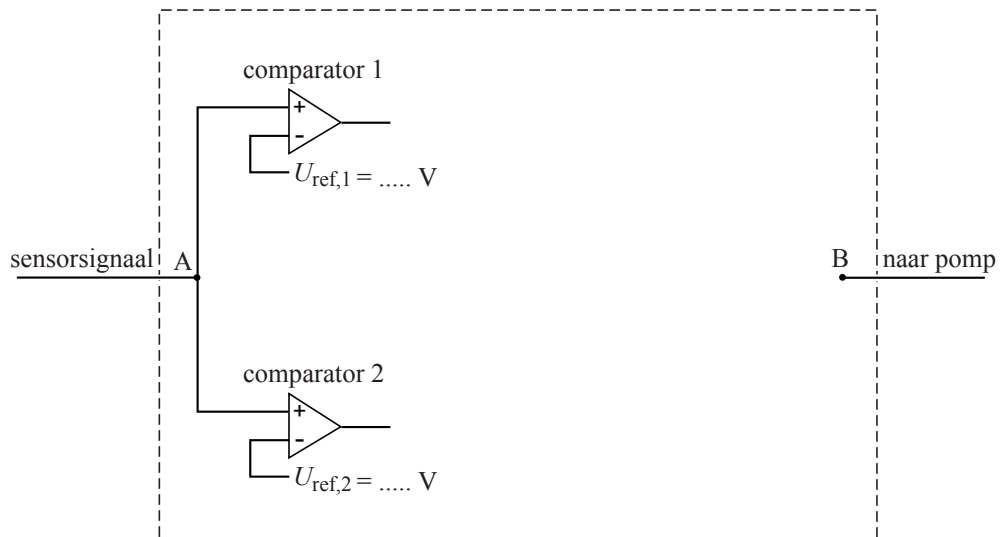 comparator 1
+
-
Uref,1 = ..... V
sensorsignaal A
B naar pomp
comparator 2
+
-
Uref,2 = ..... V